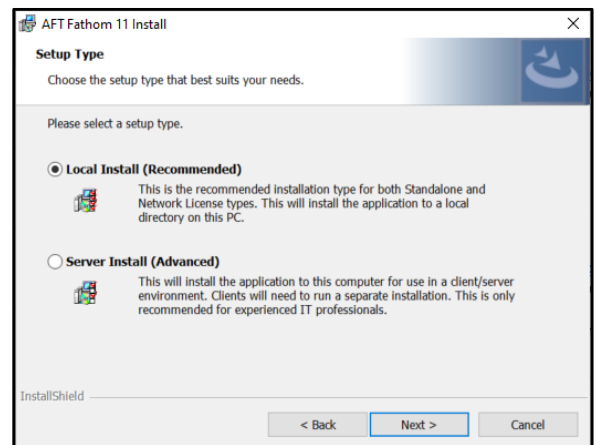 AFT Fathom 11 Install
Setup Type
Choose the setup type that best suits your needs.
Please select a setup type.
Local Install (Recommended)
This is the recommended installation type for both Standalone and
Network License types. This will install the application to a local
directory on this PC.
Server Install (Advanced)
This will install the application to this computer for use in a client/server
environment. Clients will need to run a separate installation. This is only
recommended for experienced IT professionals.
InstallShield
< Back
Next >
Cancel